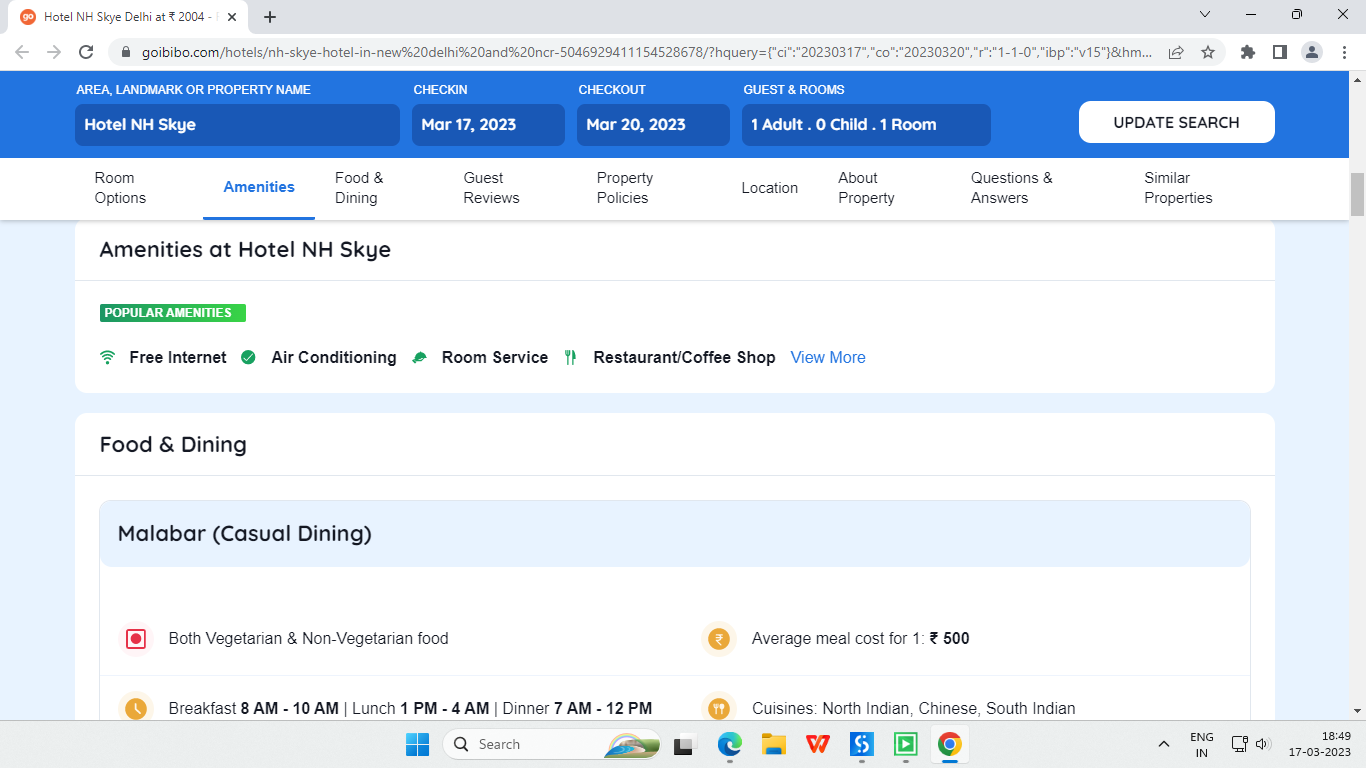 go Hotel NH Skye Delhi at ₹ 2004 -
goibibo.com/hotels/nh-skye-hotel-in-new%20delhi%20and%20ncr-5046929411154528678/?hquery={"ci":"20230317","co":"20230320","r":"1-1-0","ibp":"v15"}&hm...
AREA, LANDMARK OR PROPERTY NAME CHECKIN CHECKOUT GUEST & ROOMS
Hotel NH Skye Mar 17, 2023 Mar 20, 2023 1 Adult . 0 Child . 1 Room UPDATE SEARCH
Room Options Amenities Food & Dining Guest Reviews Property Policies Location About Property Questions & Answers Similar Properties
Amenities at Hotel NH Skye
POPULAR AMENITIES
Free Internet Air Conditioning Room Service Restaurant/Coffee Shop View More
Food & Dining
Malabar (Casual Dining)
Both Vegetarian & Non-Vegetarian food Average meal cost for 1: ₹ 500
Breakfast 8 AM - 10 AM | Lunch 1 PM - 4 AM | Dinner 7 AM - 12 PM Cuisines: North Indian, Chinese, South Indian
Search ENG 18:49
IN 17-03-2023